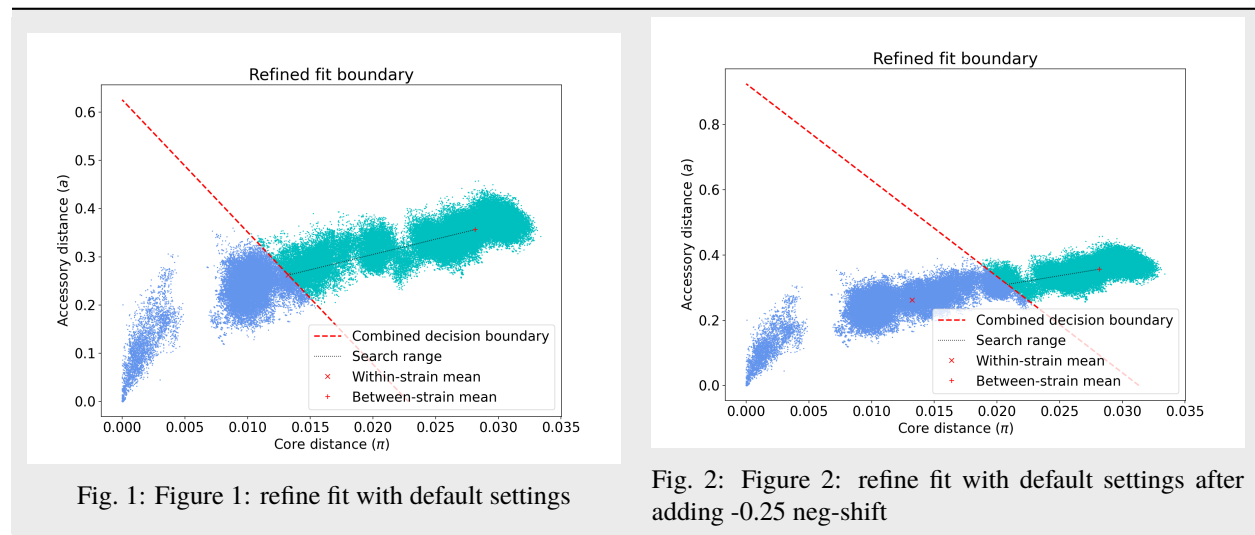 Refined fit boundary
0.6
0.5
0.4
0.3
0.2
0.1
0.0
Accessory distance (a)
Combined decision boundary
Search range
Within-strain mean
Between-strain mean
0.000 0.005 0.010 0.015 0.020 0.025 0.030 0.035
Core distance (π)
Fig. 1: Figure 1: refine fit with default settings
Refined fit boundary
0.8
0.6
0.4
0.2
0.0
Accessory distance (a)
Combined decision boundary
Search range
Within-strain mean
Between-strain mean
0.000 0.005 0.010 0.015 0.020 0.025 0.030 0.035
Core distance (π)
Fig. 2: Figure 2: refine fit with default settings after
adding -0.25 neg-shift